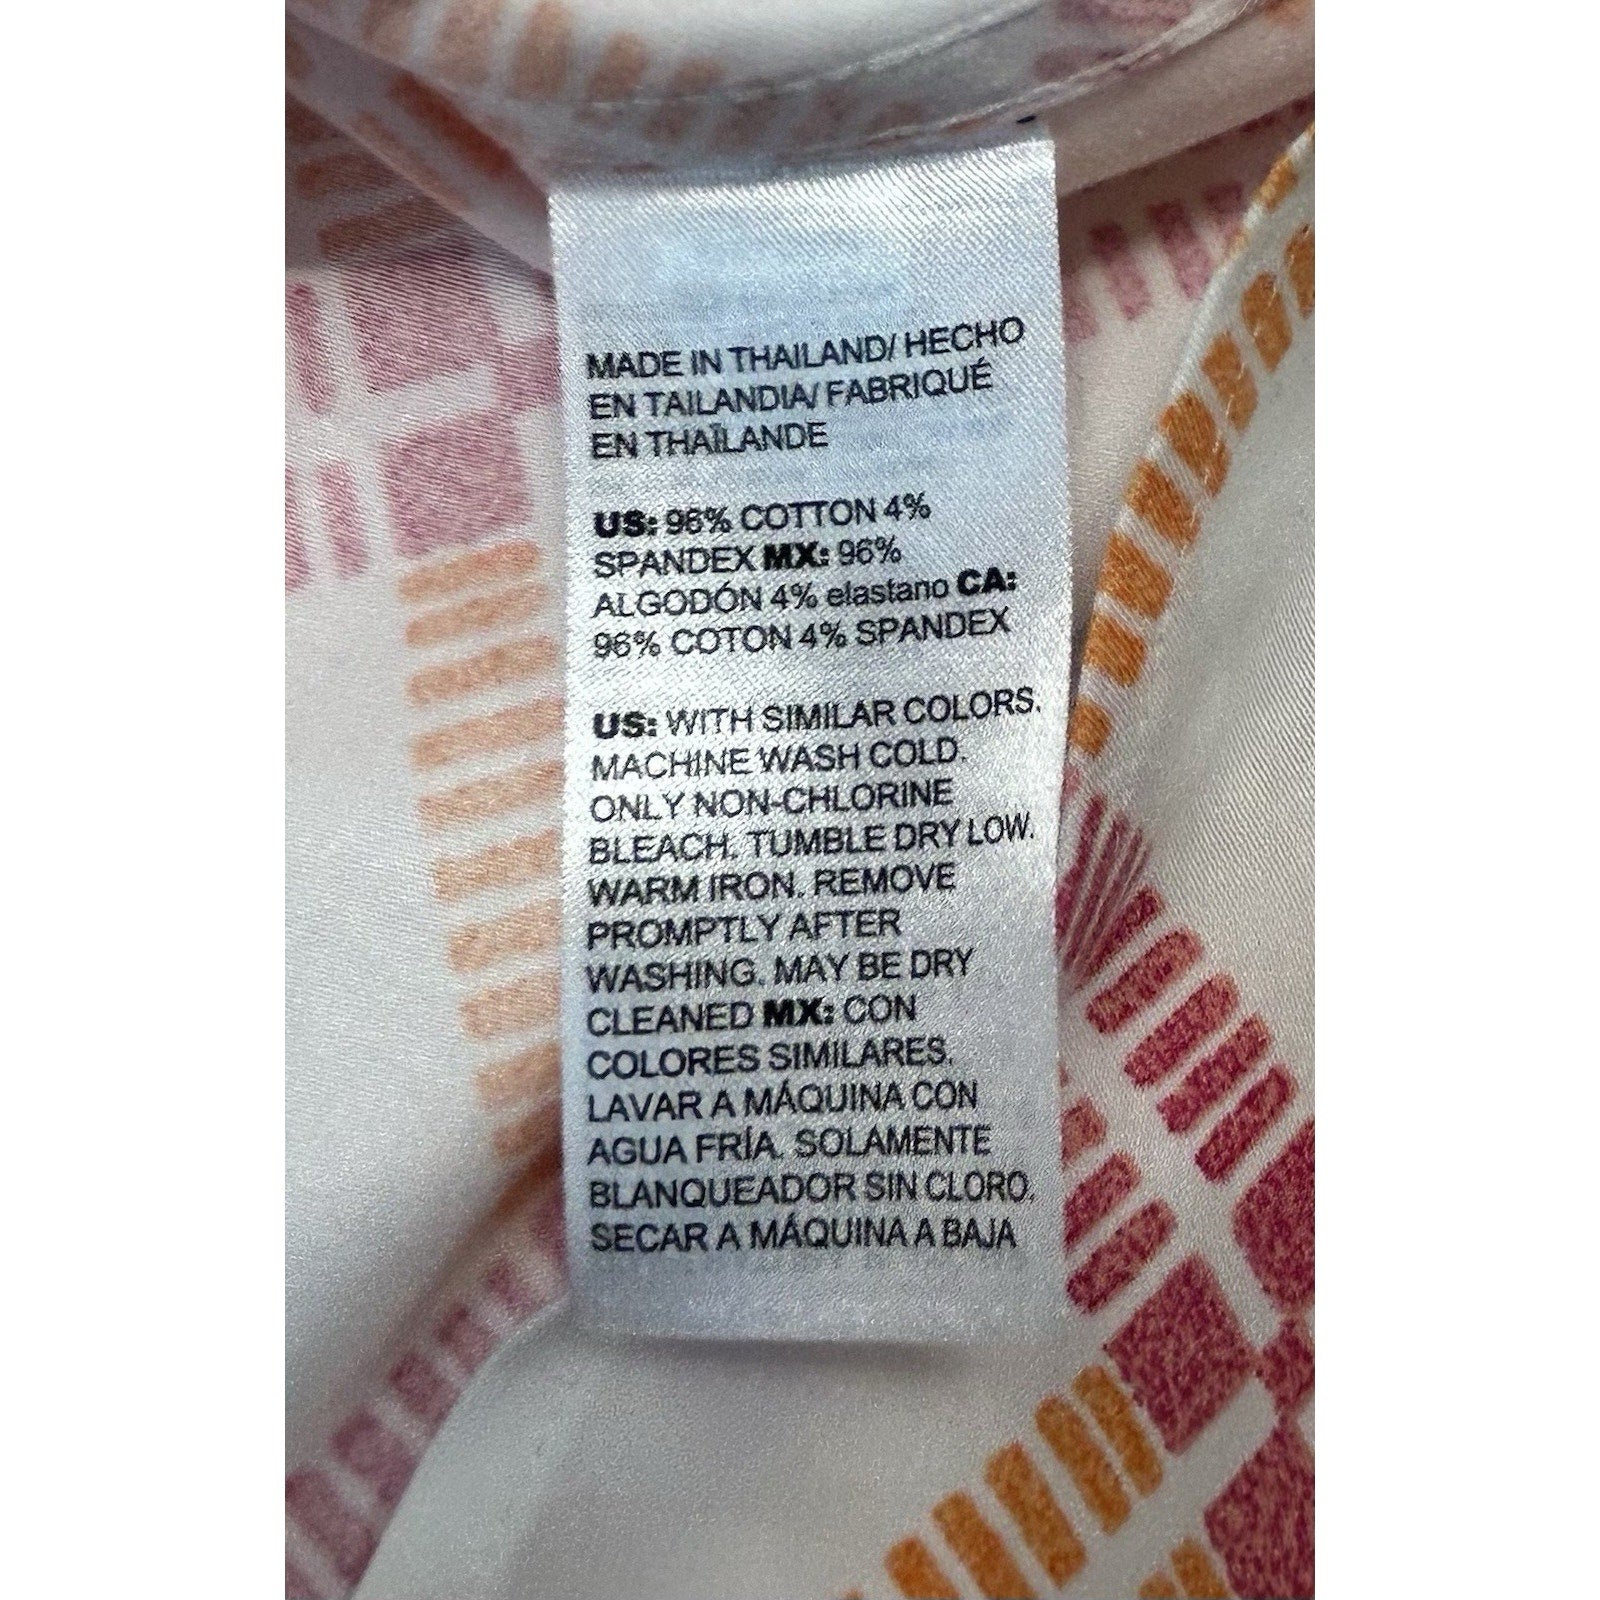 MADE IN THAILAND/ HECHO
EN TAILANDIA/ FABRIQUÉ
EN THAÏLANDE
US: 96% COTTON 4%
SPANDEX MX: 96%
ALGODÓN 4% elastano CA:
96% COTON 4% SPANDEX
US: WITH SIMILAR COLORS.
MACHINE WASH COLD.
ONLY NON-CHLORINE
BLEACH. TUMBLE DRY LOW.
WARM IRON. REMOVE
PROMPTLY AFTER
WASHING. MAY BE DRY
CLEANED MX: CON
COLORES SIMILARES.
LAVAR A MÁQUINA CON
AGUA FRÍA. SOLAMENTE
BLANQUEADOR SIN CLORO.
SECAR A MÁQUINA A BAJA